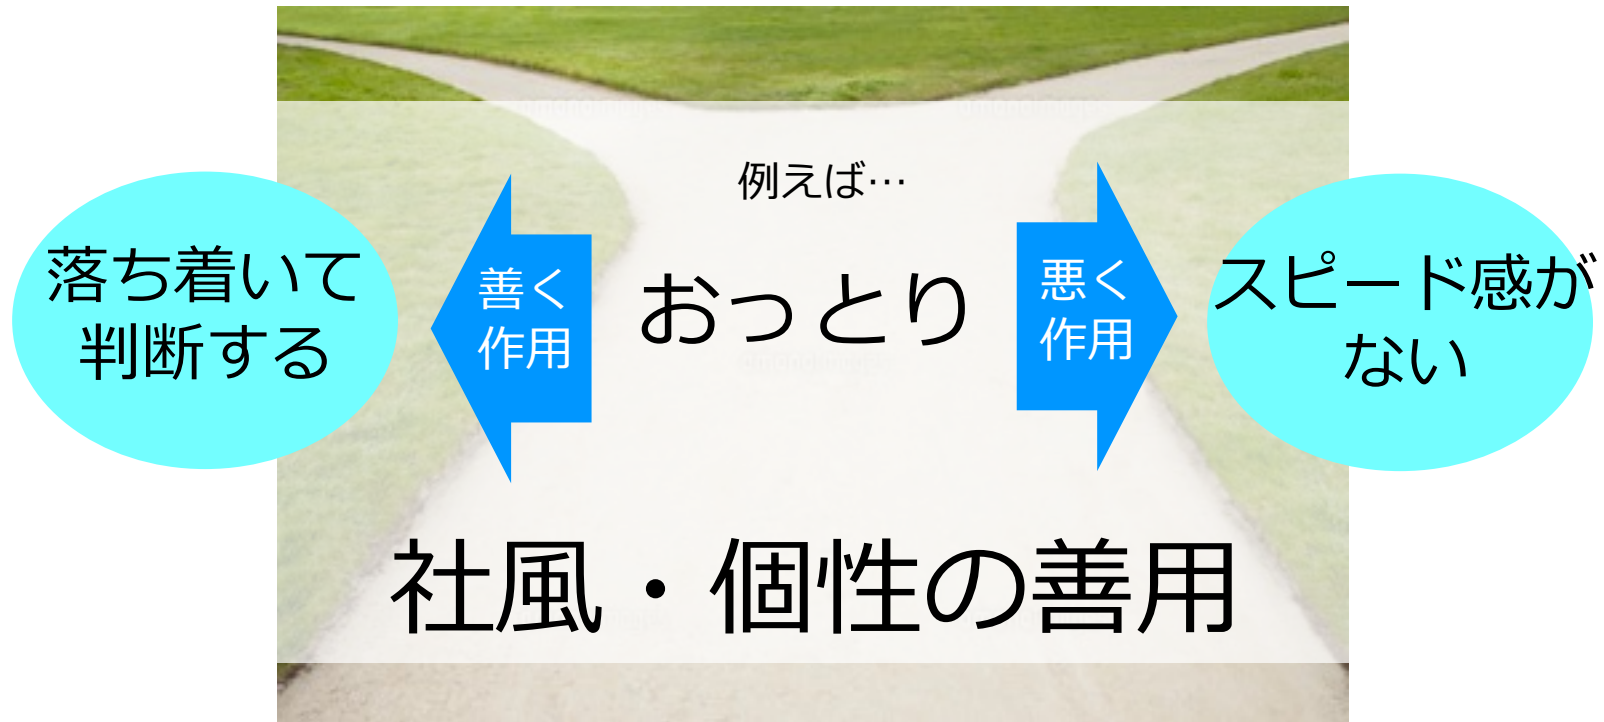 例えば…
落ち着いて
判断する
善く
作用
おっとり
悪く
作用
スピード感が
ない
社風・個性の善用